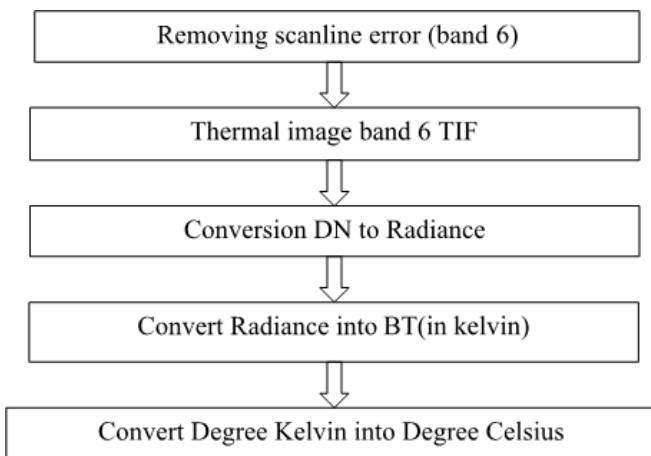 Removing scanline error (band 6)
Thermal image band 6 TIF
Conversion DN to Radiance
Convert Radiance into BT(in kelvin)
Convert Degree Kelvin into Degree Celsius